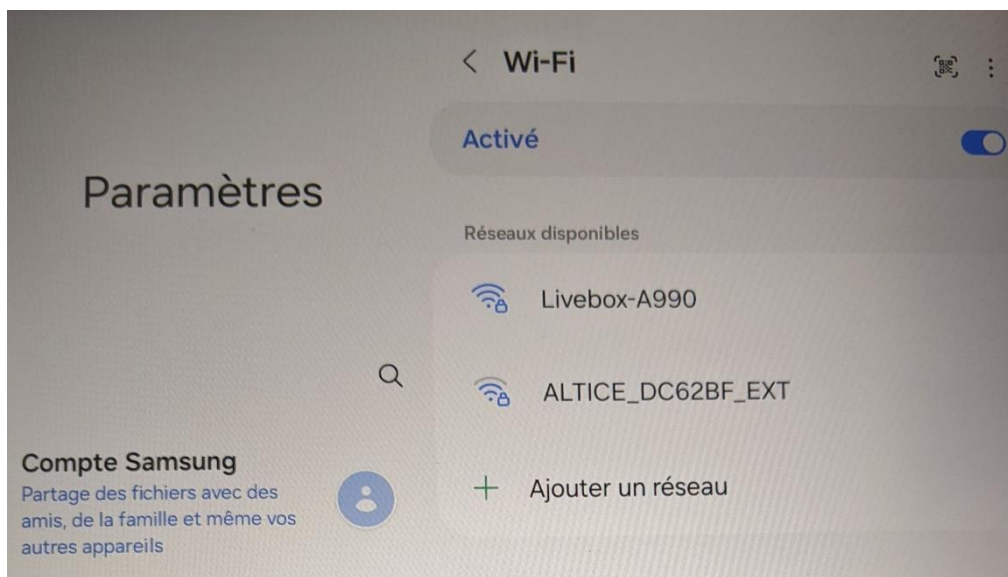 Wi-Fi
Activé
Paramètres
Réseaux disponibles
Livebox-A990
ALTICE_DC62BF_EXT
Ajouter un réseau
Compte Samsung
Partage des fichiers avec des
amis, de la famille et même vos
autres appareils